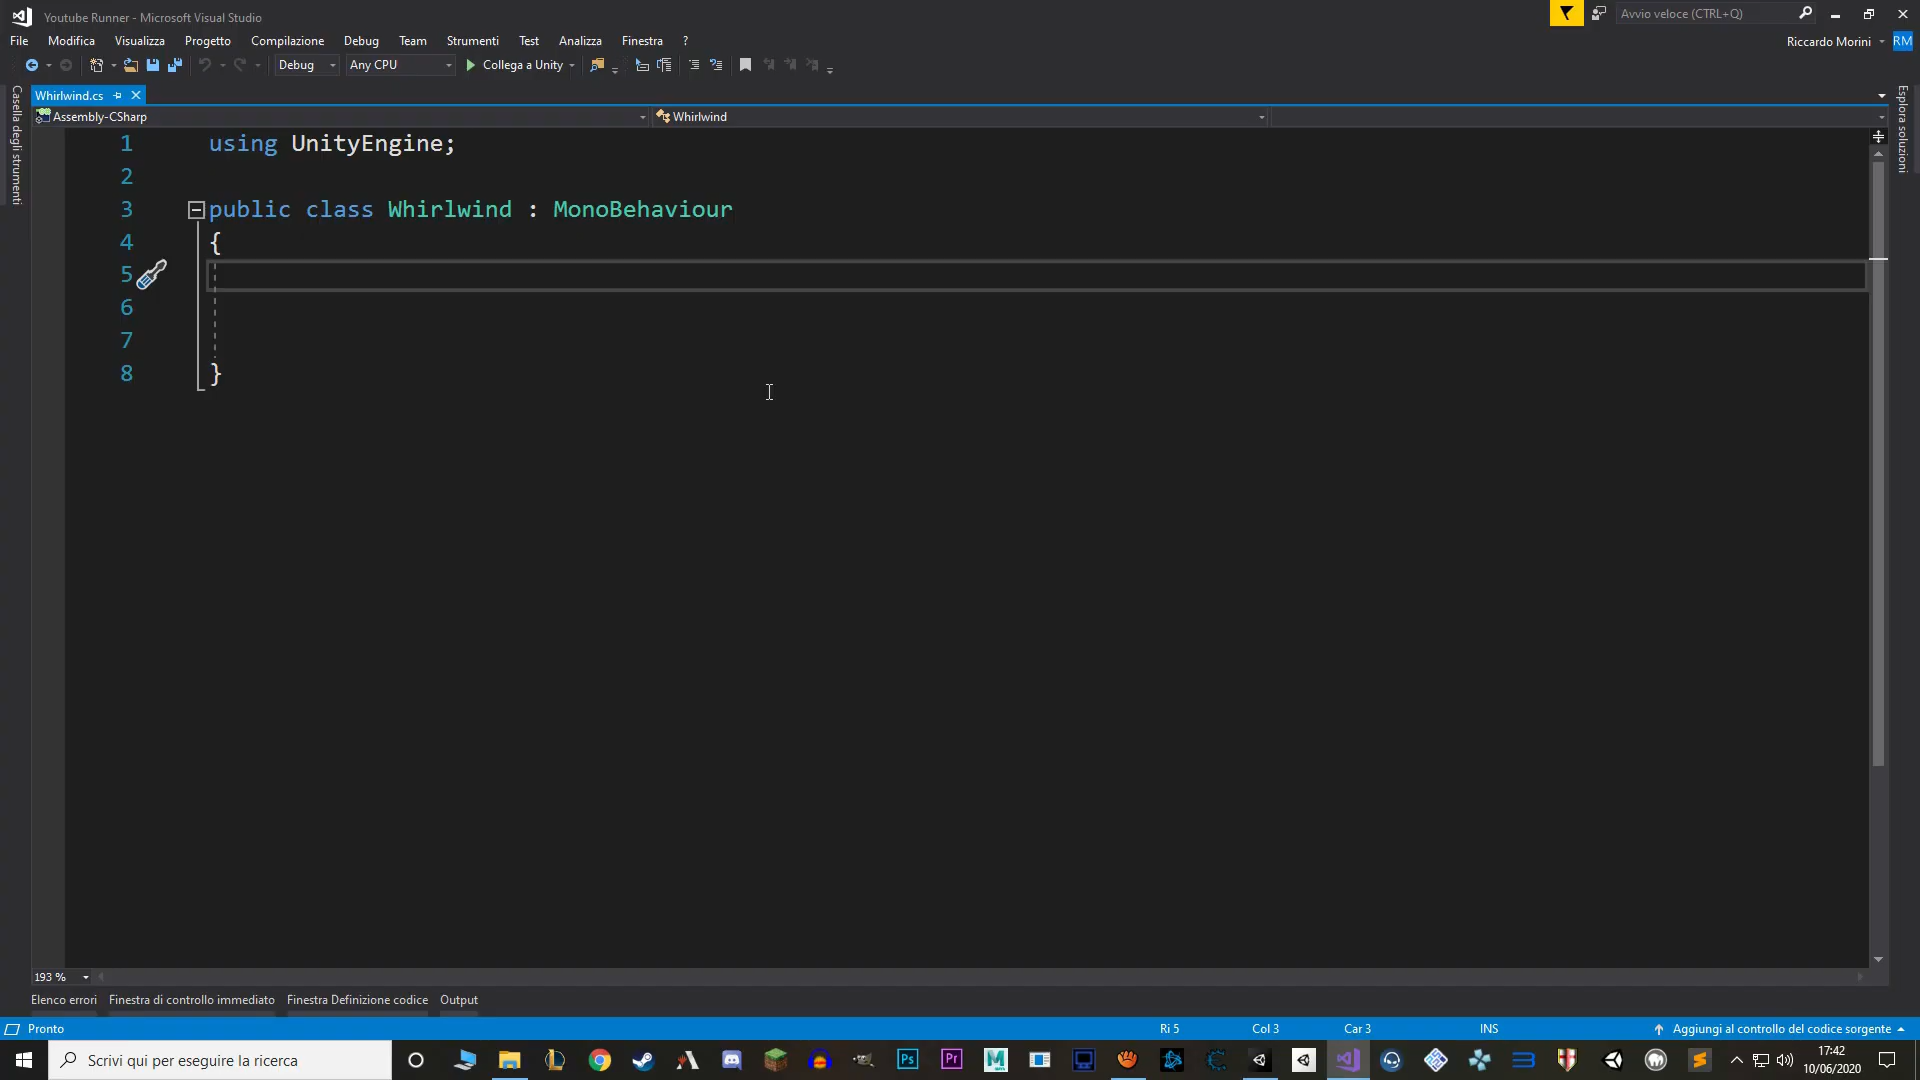 Youtube Runner - Microsoft Visual Studio
Avvio veloce (CTRL+Q)
File Modifica Visualizza Progetto Compilazione Debug Team Strumenti Test Analizza Finestra ?
Riccardo Morini RM
Debug Any CPU Collega a Unity
Whirlwind.cs
Assembly-CSharp Whirlwind
Casella degli strumenti
Esplora soluzioni
1 using UnityEngine;
2
3 public class Whirlwind : MonoBehaviour
4 {
5
6
7
8 }
193 %
Elenco errori Finestra di controllo immediato Finestra Definizione codice Output
Pronto Ri 5 Col 3 Car 3 INS Aggiungi al controllo del codice sorgente
Scrivi qui per eseguire la ricerca
Ps Pr M
17:42
10/06/2020